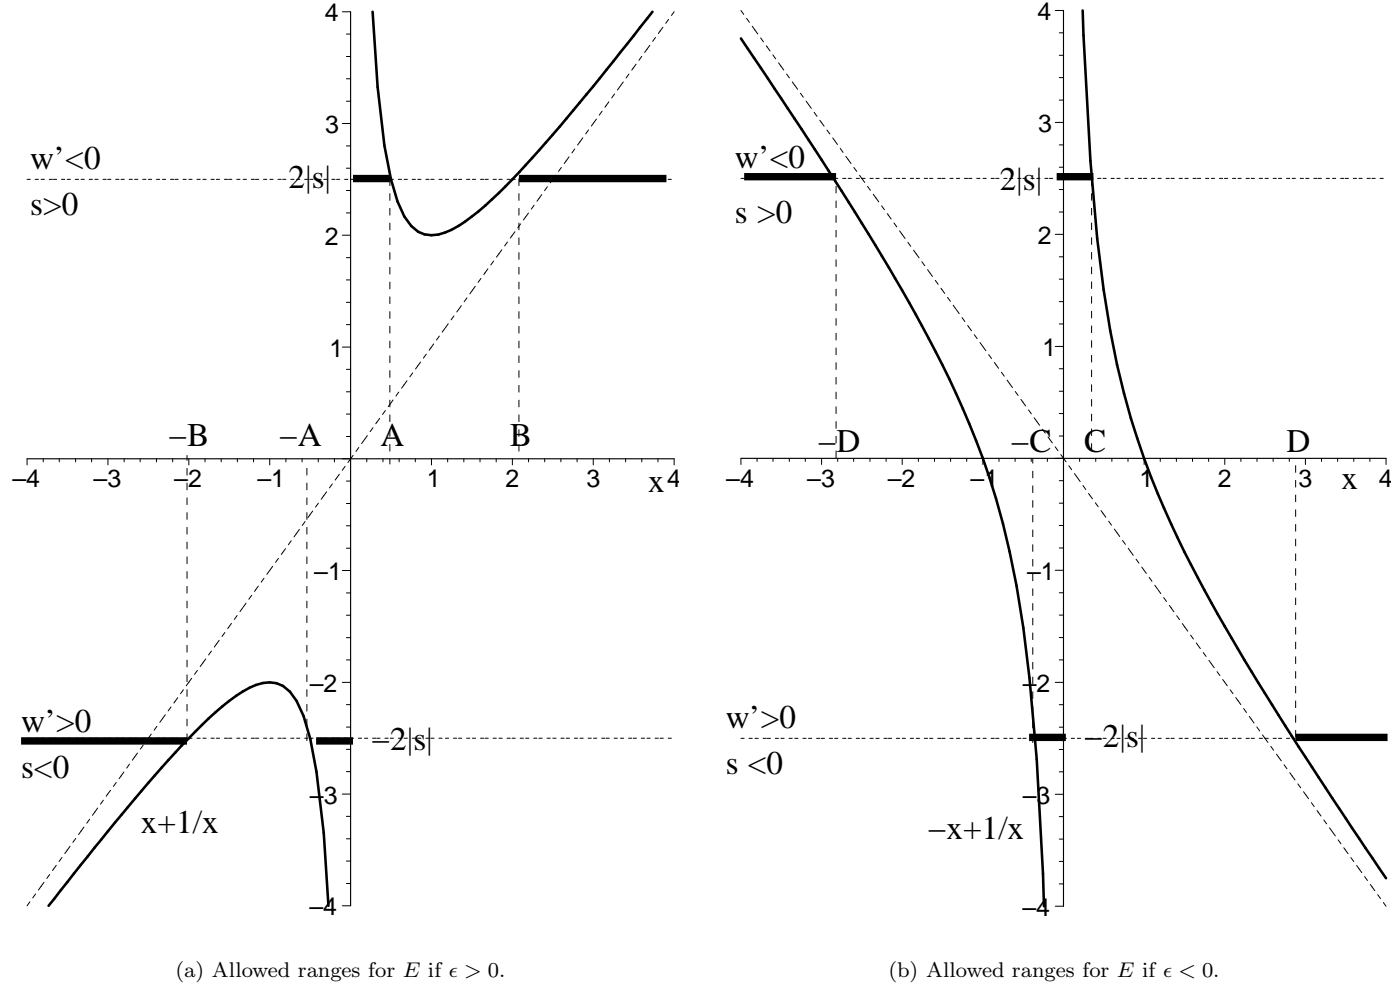 4
3
w'<0
2|s|
s>0
2
1
–B –A A B
–4 –3 –2 –1 1 2 3 x 4
–1
–2
w'>0
–2|s|
s<0
–3
x+1/x
–4
(a) Allowed ranges for E if ϵ > 0.
4
3
w'<0
2|s|
s >0
2
1
–D –C C D
–4 –3 –2 –1 1 2 3 x 4
–1
–2
w'>0
–2|s|
s <0
–3
–x+1/x
–4
(b) Allowed ranges for E if ϵ < 0.